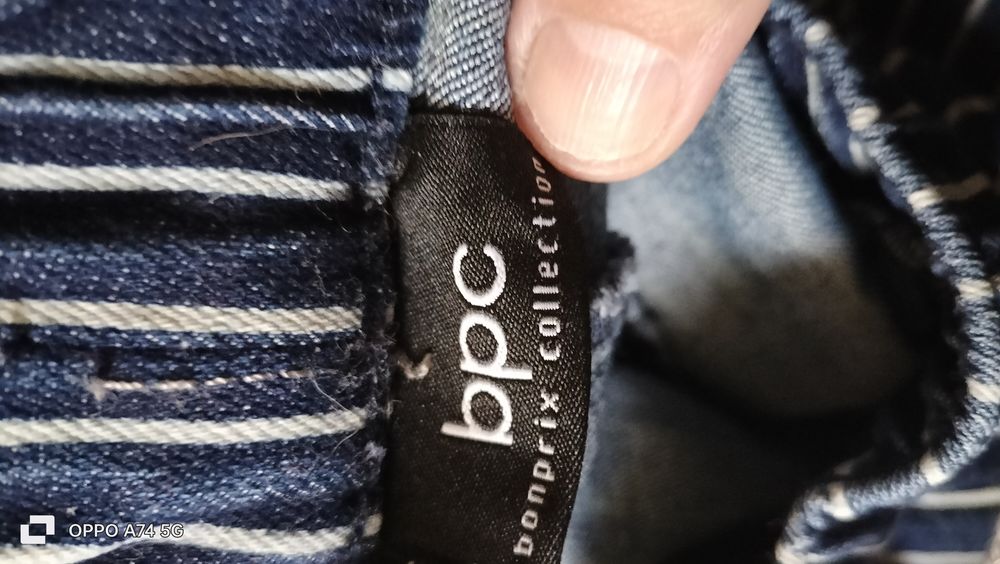 bpc
bonprix collection
OPPO A74 5G